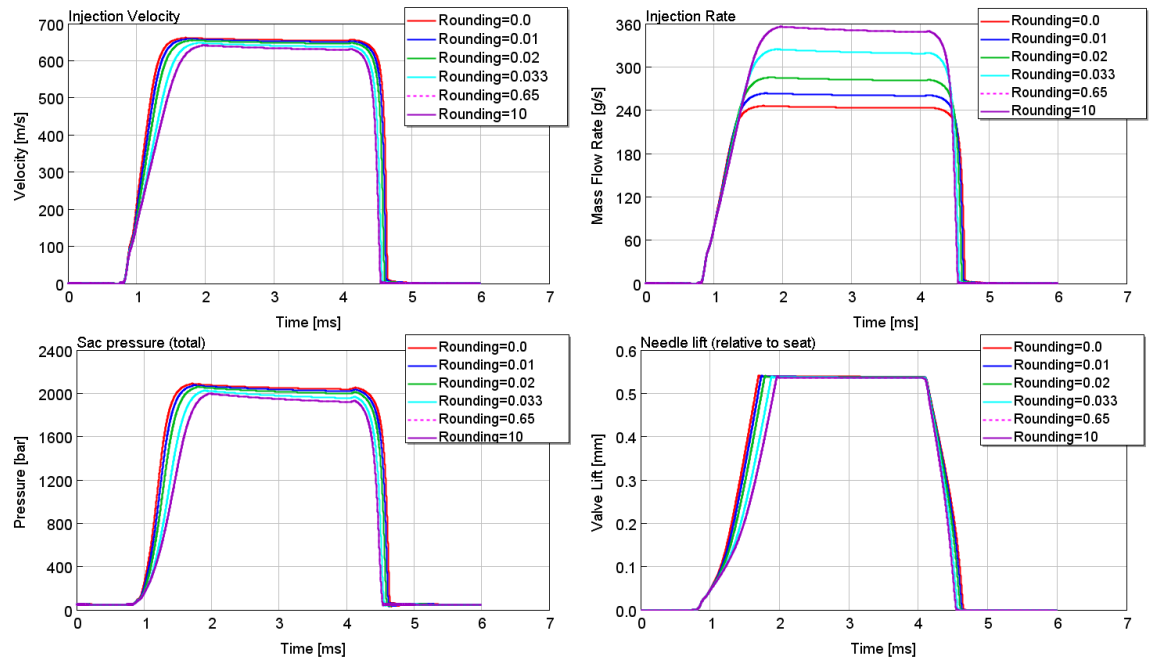 Injection Velocity
700
600
500
400
300
200
100
0
Velocity [m/s]
0 1 2 3 4 5 6 7
Time [ms]
Rounding=0.0
Rounding=0.01
Rounding=0.02
Rounding=0.033
Rounding=0.65
Rounding=10
Injection Rate
360
300
240
180
120
60
0
Mass Flow Rate [g/s]
0 1 2 3 4 5 6 7
Time [ms]
Rounding=0.0
Rounding=0.01
Rounding=0.02
Rounding=0.033
Rounding=0.65
Rounding=10
Sac pressure (total)
2400
2000
1600
1200
800
400
0
Pressure [bar]
0 1 2 3 4 5 6 7
Time [ms]
Rounding=0.0
Rounding=0.01
Rounding=0.02
Rounding=0.033
Rounding=0.65
Rounding=10
Needle lift (relative to seat)
0.6
0.5
0.4
0.3
0.2
0.1
0.0
Valve Lift [mm]
0 1 2 3 4 5 6 7
Time [ms]
Rounding=0.0
Rounding=0.01
Rounding=0.02
Rounding=0.033
Rounding=0.65
Rounding=10